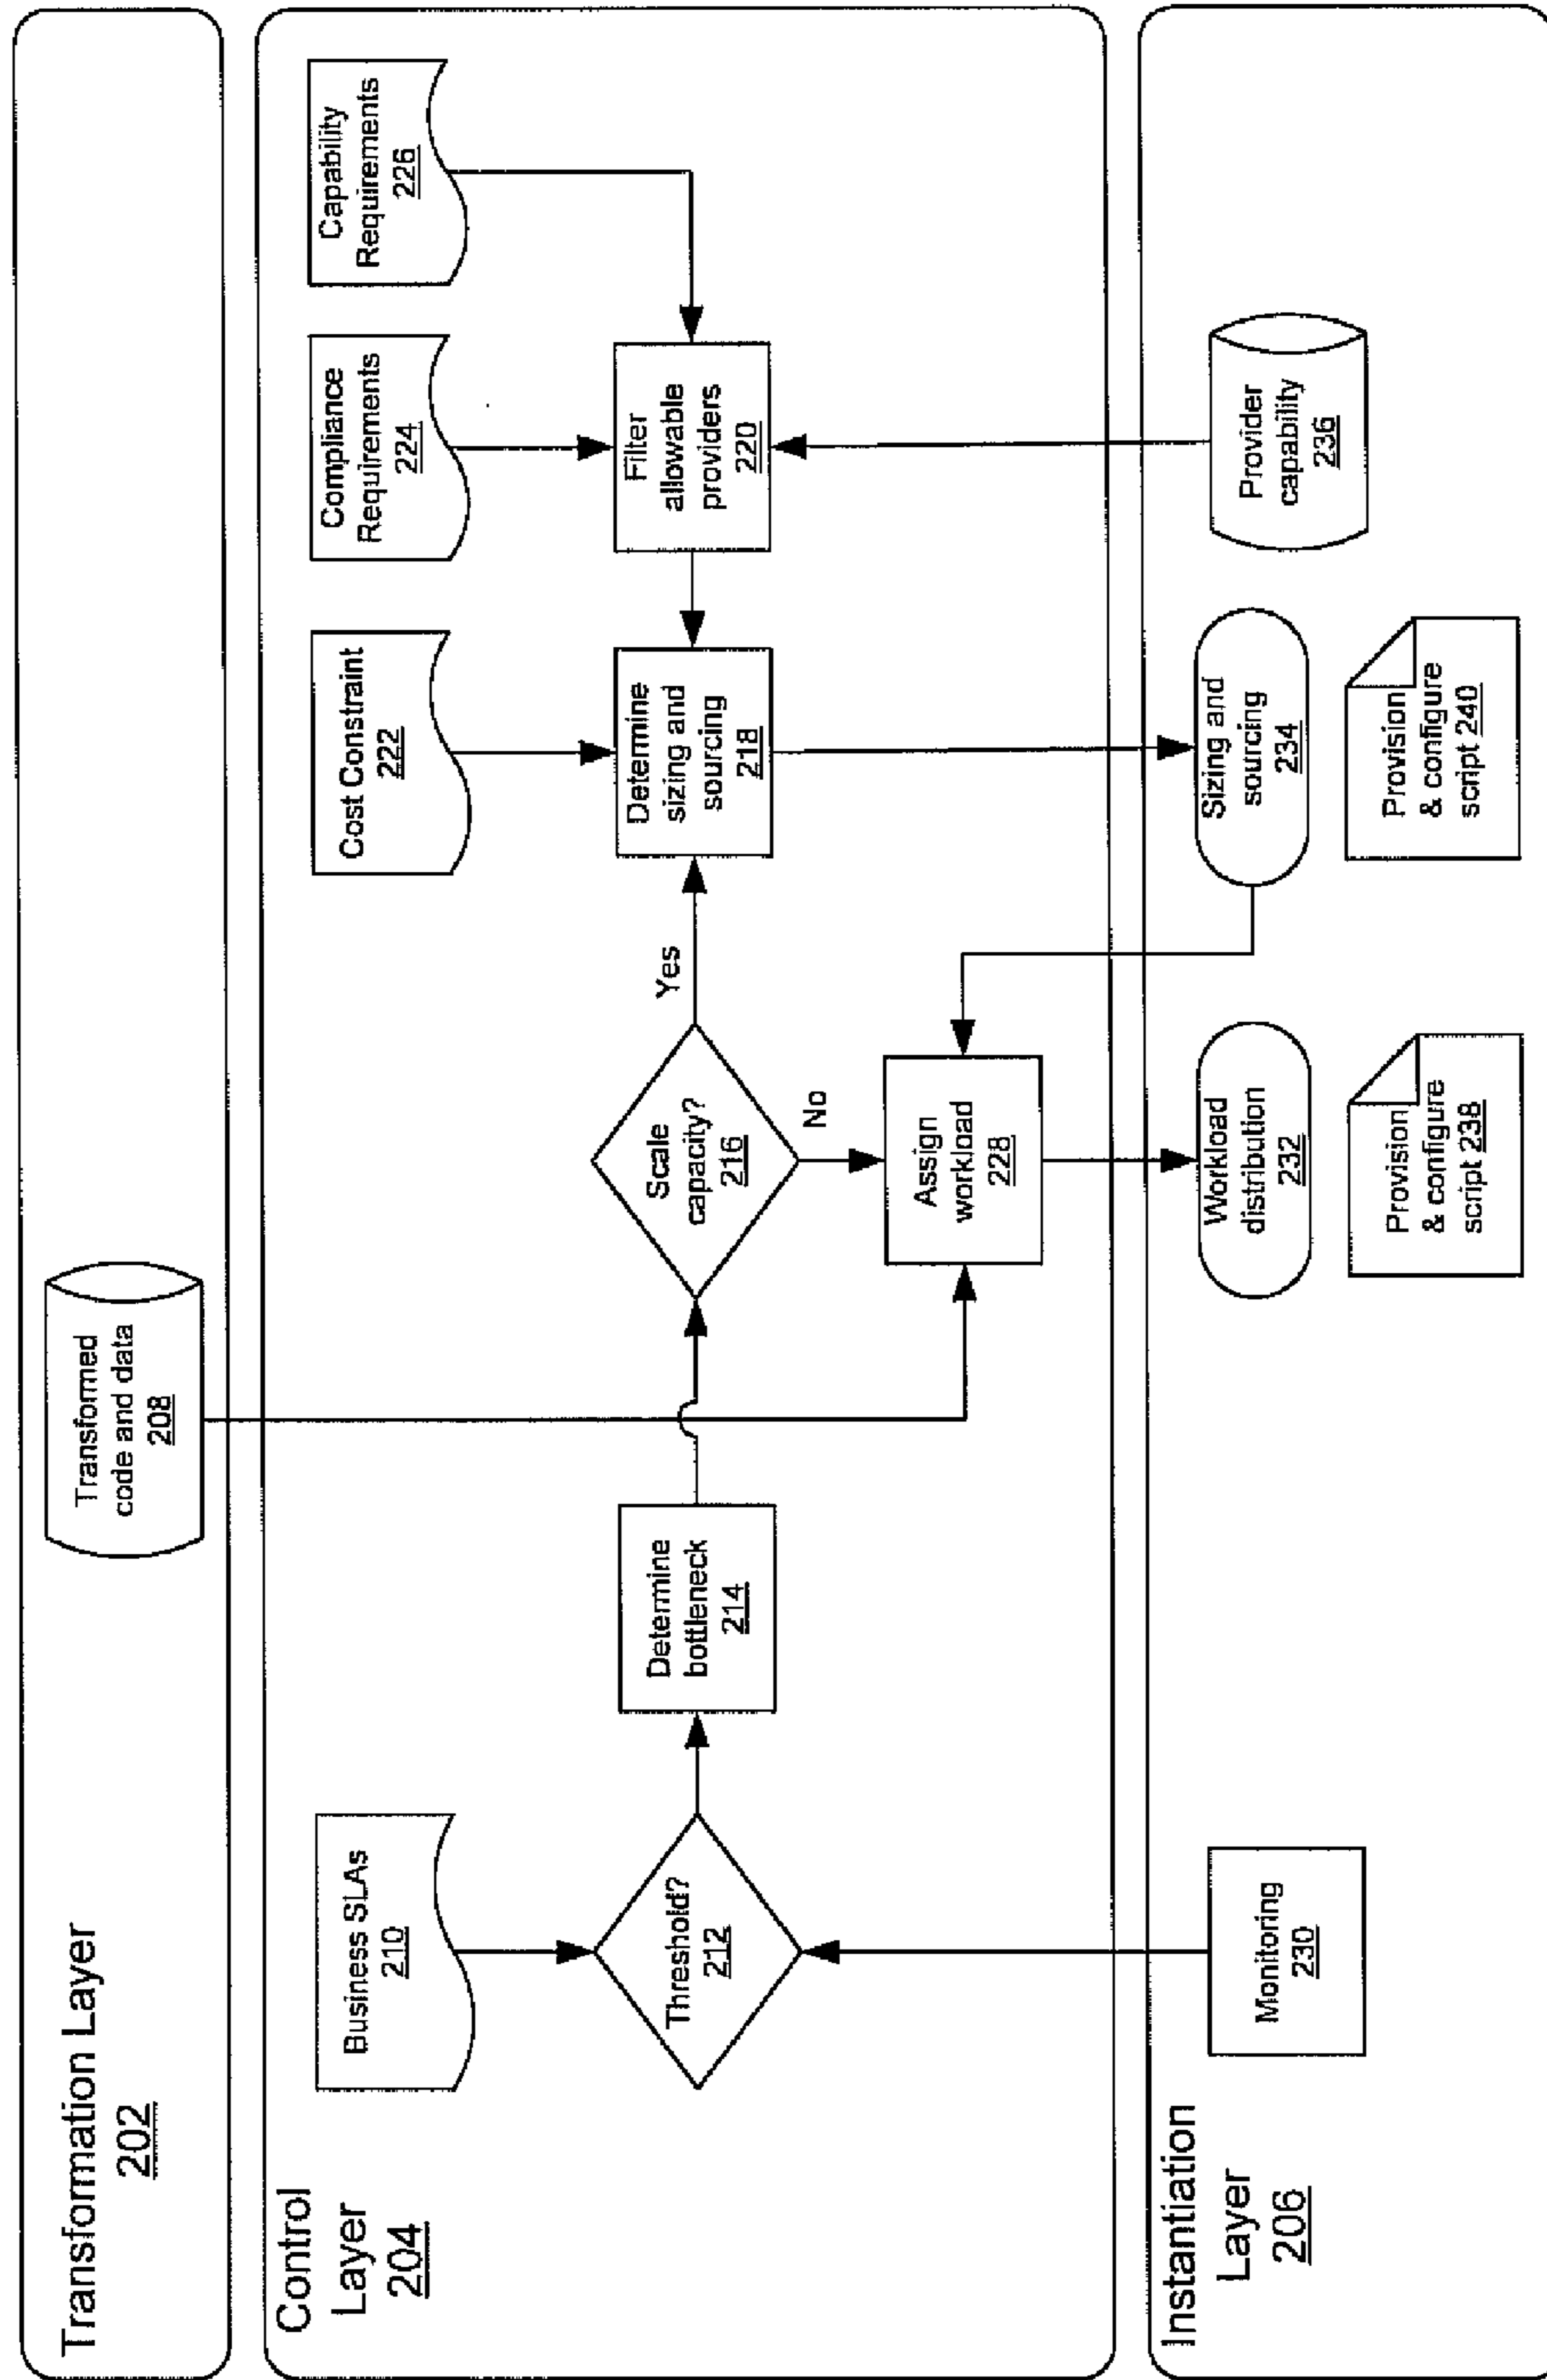 Transformation Layer
202
Transformed
code and data
208
Control
Layer
204
Business SLAs
210
Cost Constraint
222
Compliance
Requirements
224
Capability
Requirements
226
Threshold?
212
Determine
bottleneck
214
Scale
capacity?
216
Yes
No
Determine
sizing and
sourcing
218
Filter
allowable
providers
220
Assign
workload
228
Instantiation
Layer
206
Monitoring
230
Workload
distribution
232
Sizing and
sourcing
234
Provider
capability
236
Provision
& configure
script 238
Provision
& configure
script 240